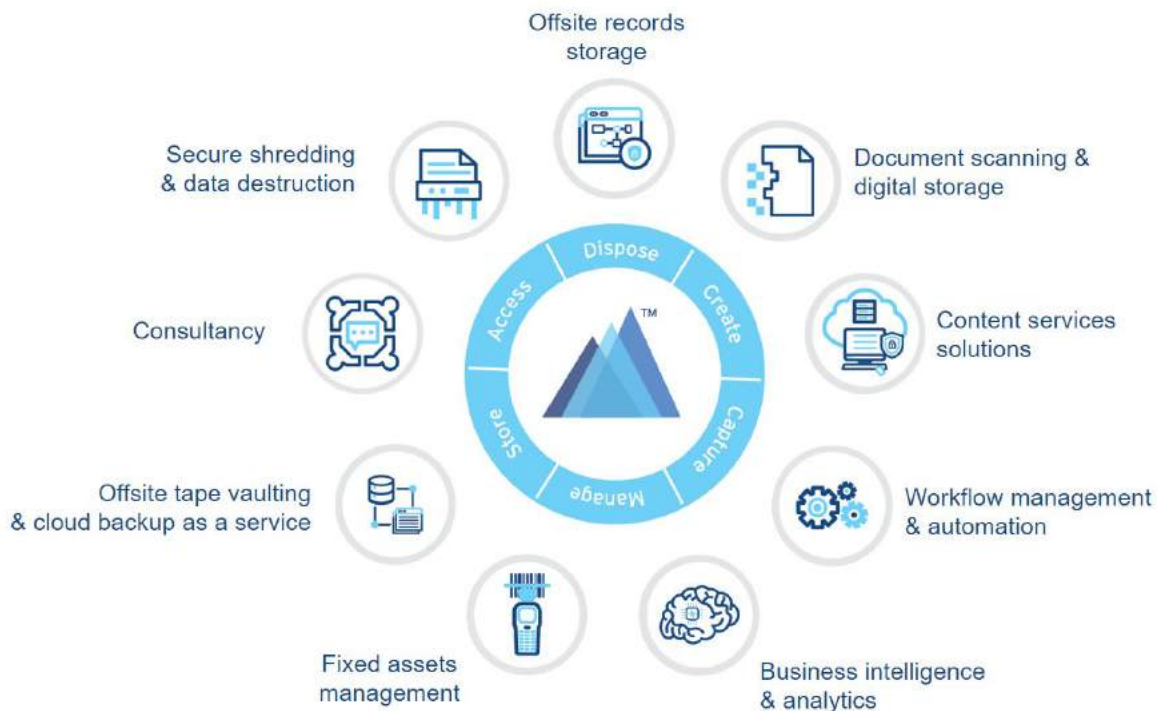 Offsite records
storage
Document scanning &
digital storage
Content services
solutions
Workflow management
& automation
Business intelligence
& analytics
Fixed assets
management
Offsite tape vaulting
& cloud backup as a service
Consultancy
Secure shredding
& data destruction
Dispose
Create
Capture
Manage
Store
Access
TM